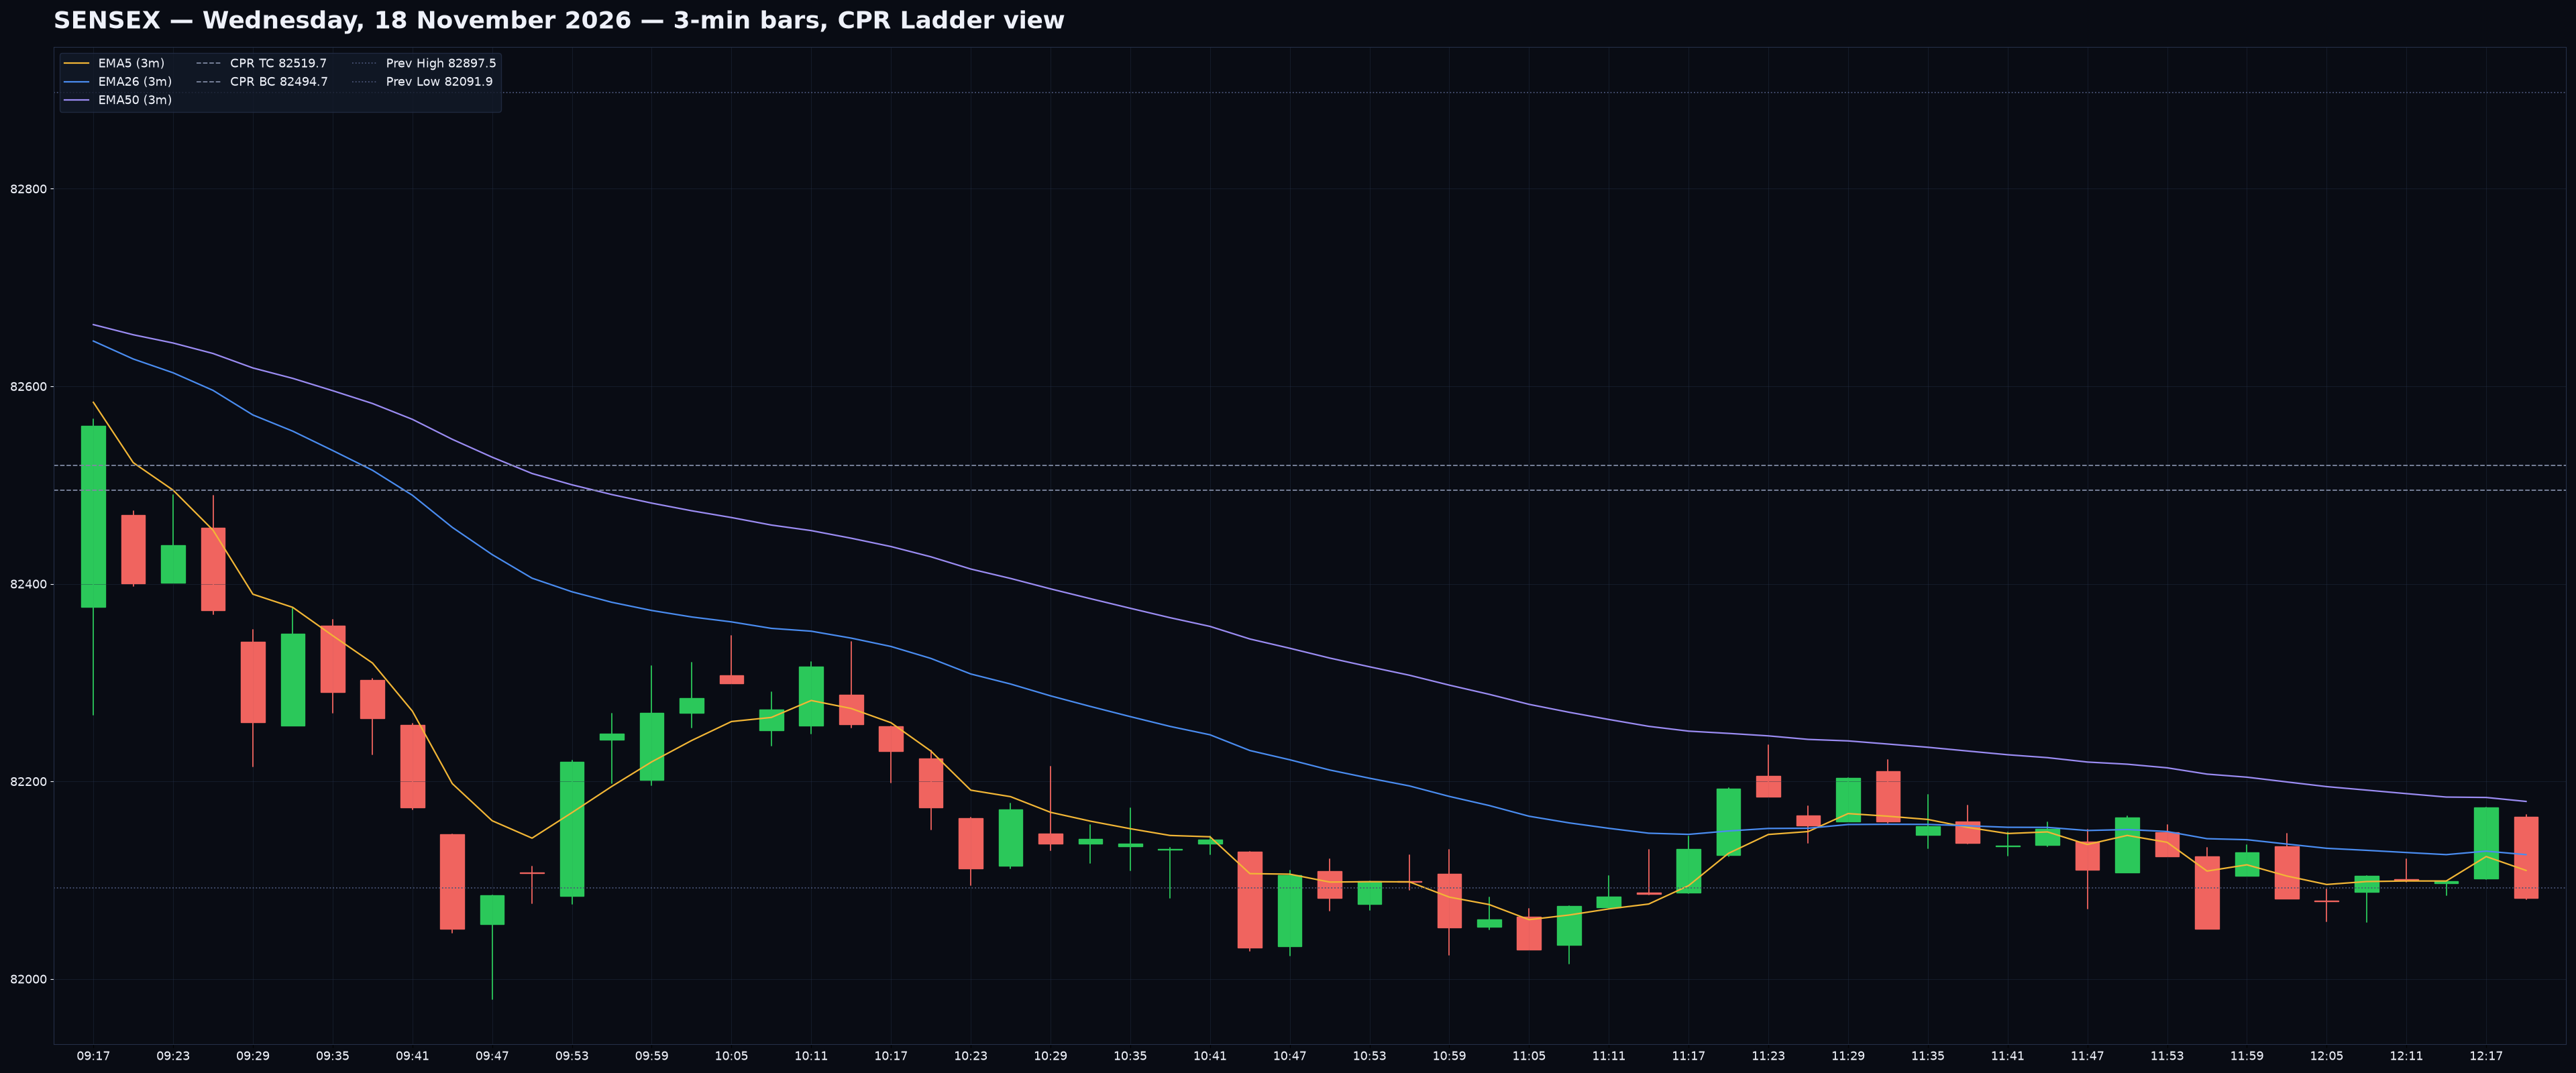 SENSEX — Wednesday, 18 November 2026 — 3-min bars, CPR Ladder view
EMA5 (3m) CPR TC 82519.7 Prev High 82897.5
EMA26 (3m) CPR BC 82494.7 Prev Low 82091.9
EMA50 (3m)
82800
82600
82400
82200
82000
09:17 09:23 09:29 09:35 09:41 09:47 09:53 09:59 10:05 10:11 10:17 10:23 10:29 10:35 10:41 10:47 10:53 10:59 11:05 11:11 11:17 11:23 11:29 11:35 11:41 11:47 11:53 11:59 12:05 12:11 12:17